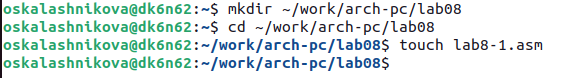 oskalashnikova@dk6n62:~$ mkdir ~/work/arch-pc/lab08
oskalashnikova@dk6n62:~$ cd ~/work/arch-pc/lab08
oskalashnikova@dk6n62:~/work/arch-pc/lab08$ touch lab8-1.asm
oskalashnikova@dk6n62:~/work/arch-pc/lab08$